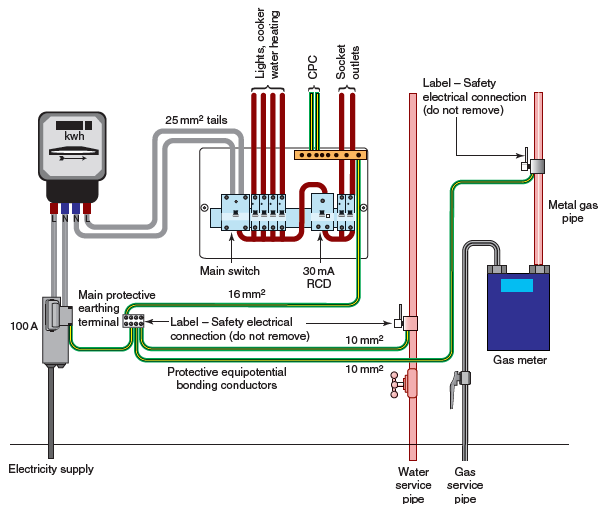 Lights, cooker
water heating
CPC
Socket
outlets
Label – Safety
electrical connection
(do not remove)
25 mm² tails
kwh
L N N L
Metal gas
pipe
Main switch
30 mA
RCD
16 mm²
Main protective
earthing
terminal
100 A
Label – Safety electrical
connection (do not remove)
10 mm²
10 mm²
Protective equipotential
bonding conductors
Gas meter
Electricity supply
Water
service
pipe
Gas
service
pipe